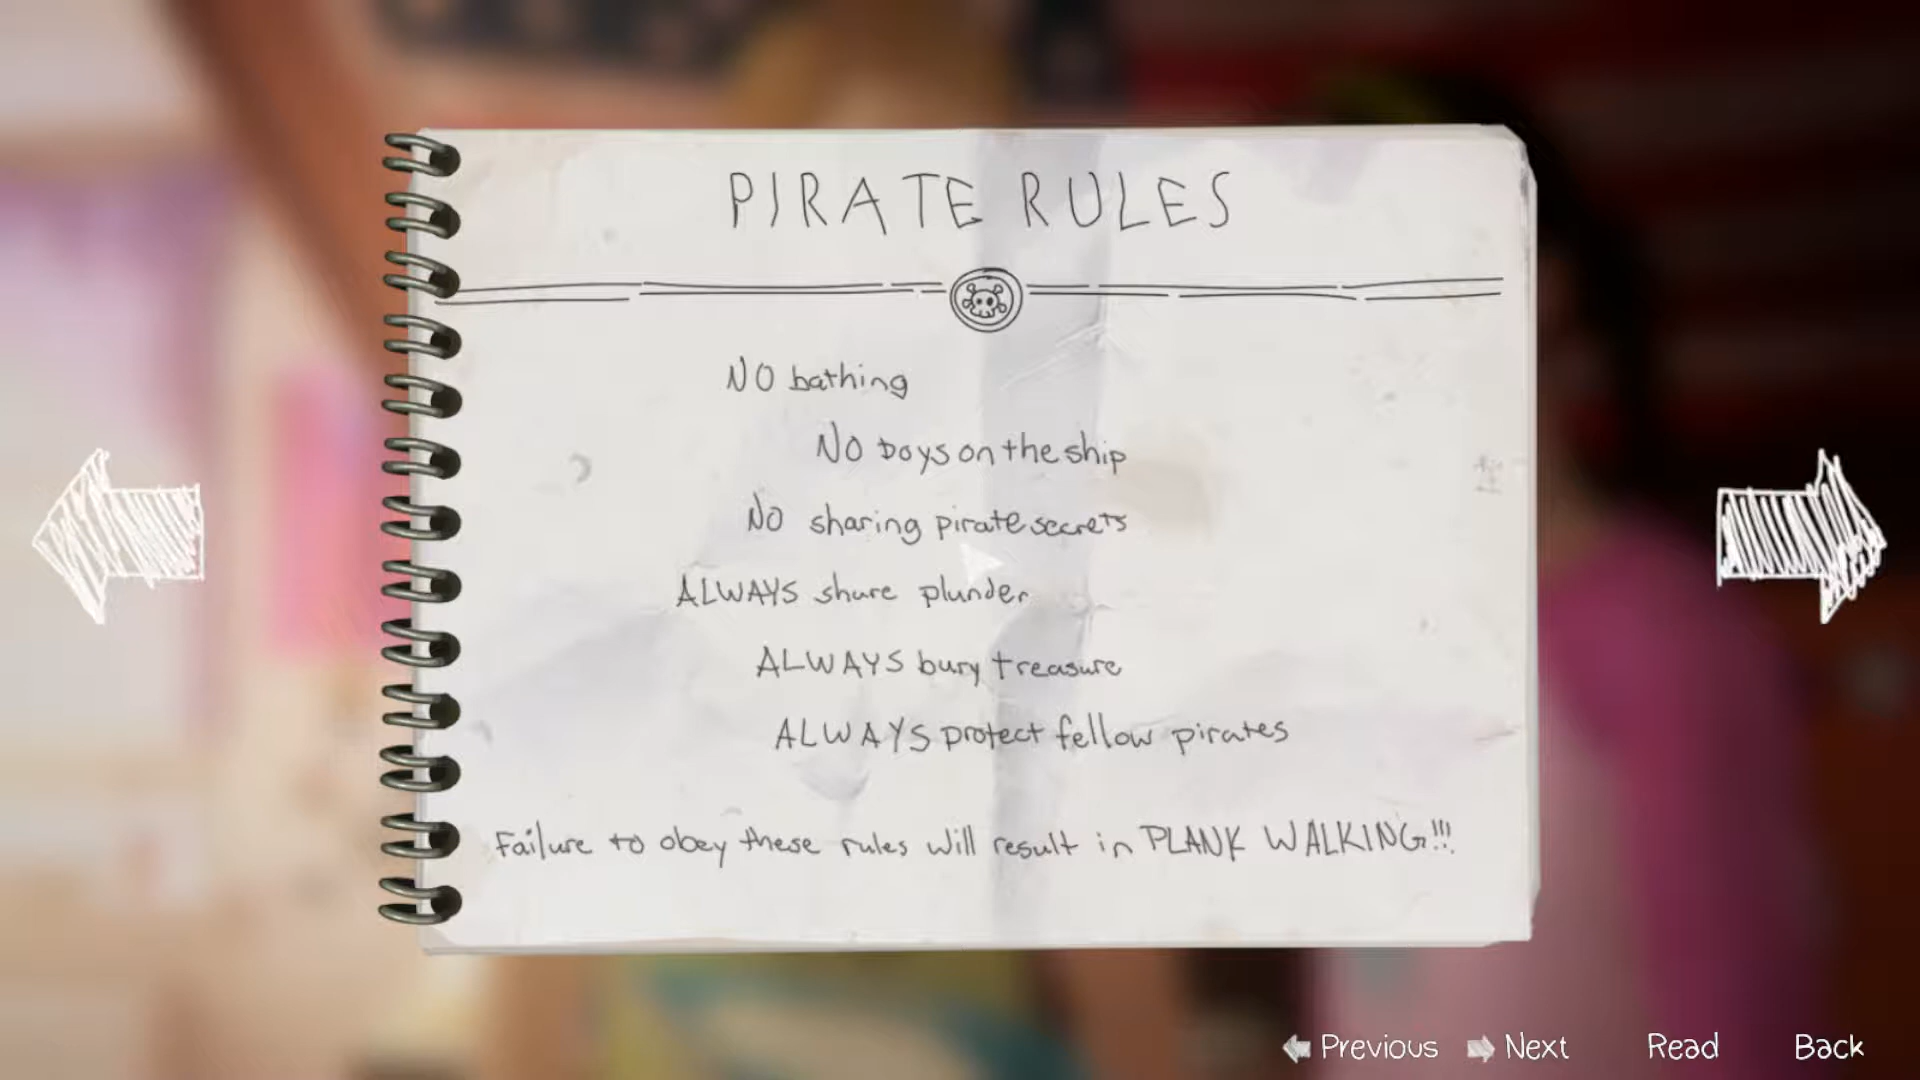 PIRATE RULES
NO bathing
NO boys on the ship
NO sharing pirate secrets
ALWAYS share plunder
ALWAYS bury treasure
ALWAYS protect fellow pirates
Failure to obey these rules will result in PLANK WALKING!!!
Previous Next Read Back